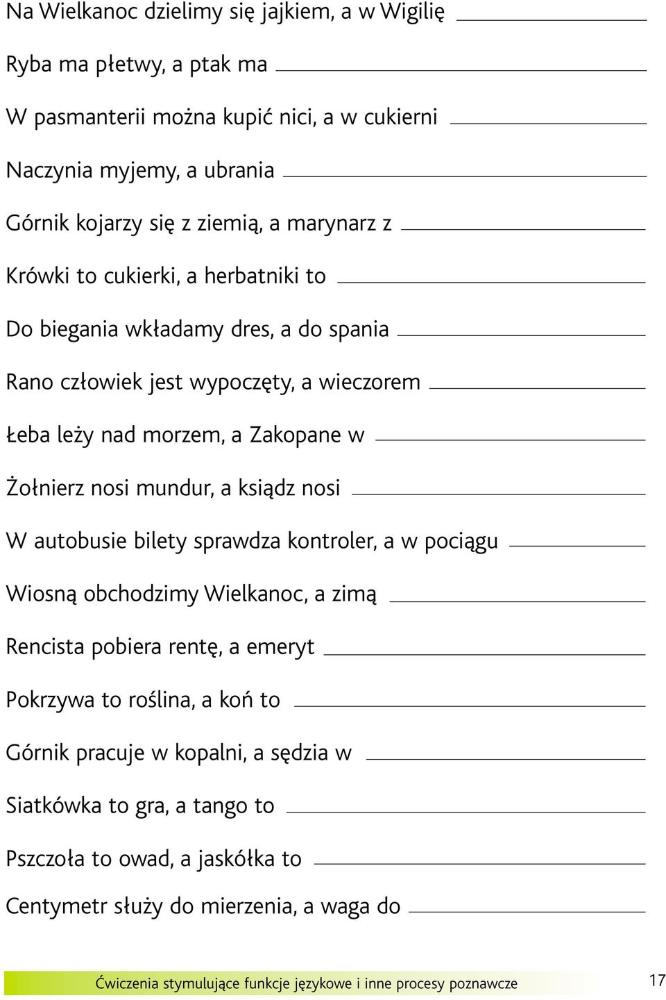 Na Wielkanoc dzielimy się jajkiem, a w Wigilię
Ryba ma płetwy, a ptak ma
W pasmanterii można kupić nici, a w cukierni
Naczynia myjemy, a ubrania
Górnik kojarzy się z ziemią, a marynarz z
Krówki to cukierki, a herbatniki to
Do biegania wkładamy dres, a do spania
Rano człowiek jest wypoczęty, a wieczorem
Łeba leży nad morzem, a Zakopane w
Żołnierz nosi mundur, a ksiądz nosi
W autobusie bilety sprawdza kontroler, a w pociągu
Wiosną obchodzimy Wielkanoc, a zimą
Rencista pobiera rentę, a emeryt
Pokrzywa to roślina, a koń to
Górnik pracuje w kopalni, a sędzia w
Siatkówka to gra, a tango to
Pszczoła to owad, a jaskółka to
Centymetr służy do mierzenia, a waga do
Ćwiczenia stymulujące funkcje językowe i inne procesy poznawcze 17